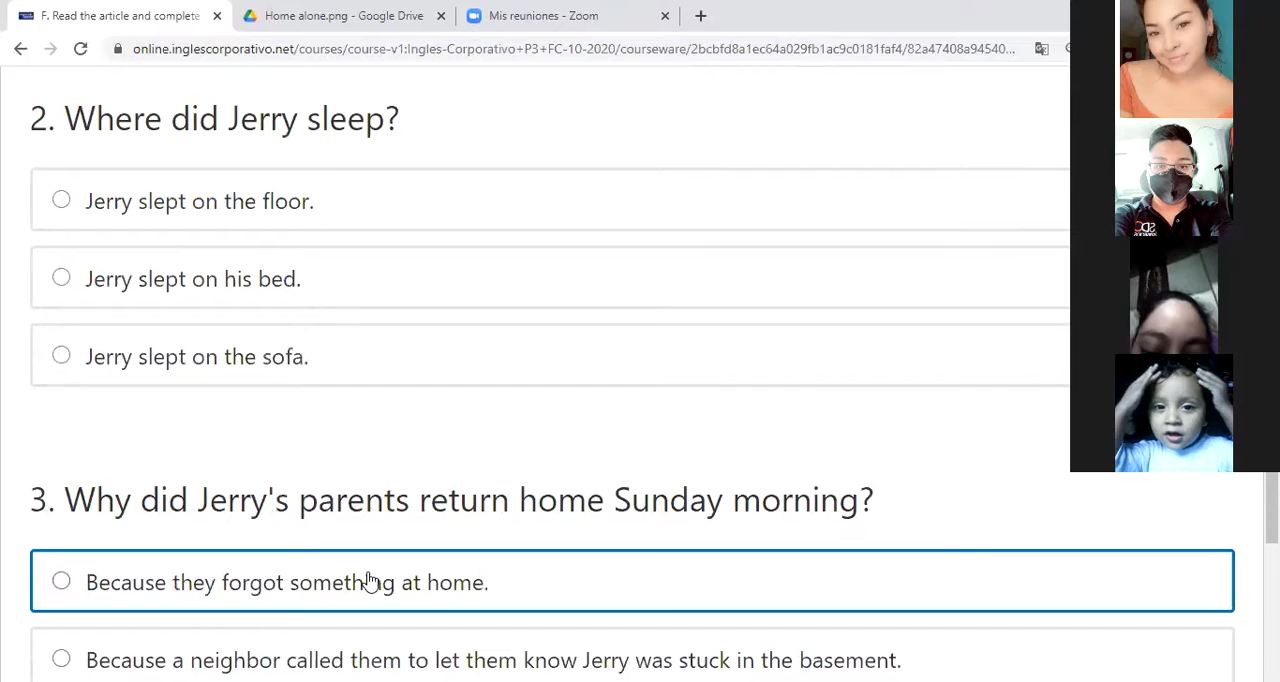 F. Read the article and complete
Home alone.png - Google Drive
Mis reuniones - Zoom
online.inglescorporativo.net/courses/course-v1:Ingles-Corporativo+P3+FC-10-2020/courseware/2bcbfd8a1ec64a029fb1ac9c0181faf4/82a47408a94540...
2. Where did Jerry sleep?
Jerry slept on the floor.
Jerry slept on his bed.
Jerry slept on the sofa.
3. Why did Jerry's parents return home Sunday morning?
Because they forgot something at home.
Because a neighbor called them to let them know Jerry was stuck in the basement.